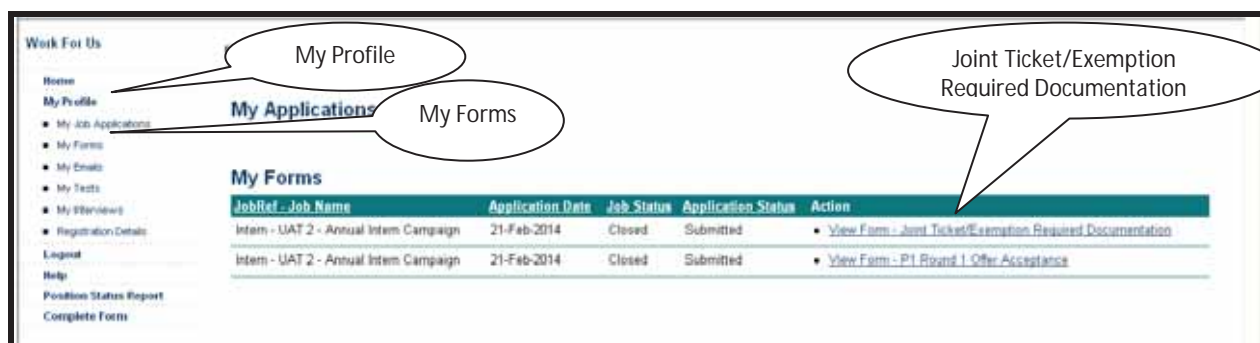 Work For Us
Home
My Profile
My Job Applications
My Forms
My Emails
My Tests
My Interviews
Registration Details
Logout
Help
Position Status Report
Complete Form
My Profile
My Applications
My Forms
Joint Ticket/Exemption
Required Documentation
My Forms
JobRef - Job Name Application Date Job Status Application Status Action
Intern - UAT 2 - Annual Intern Campaign 21-Feb-2014 Closed Submitted View Form - Joint Ticket/Exemption Required Documentation
Intern - UAT 2 - Annual Intern Campaign 21-Feb-2014 Closed Submitted View Form - P1 Round 1 Offer Acceptance